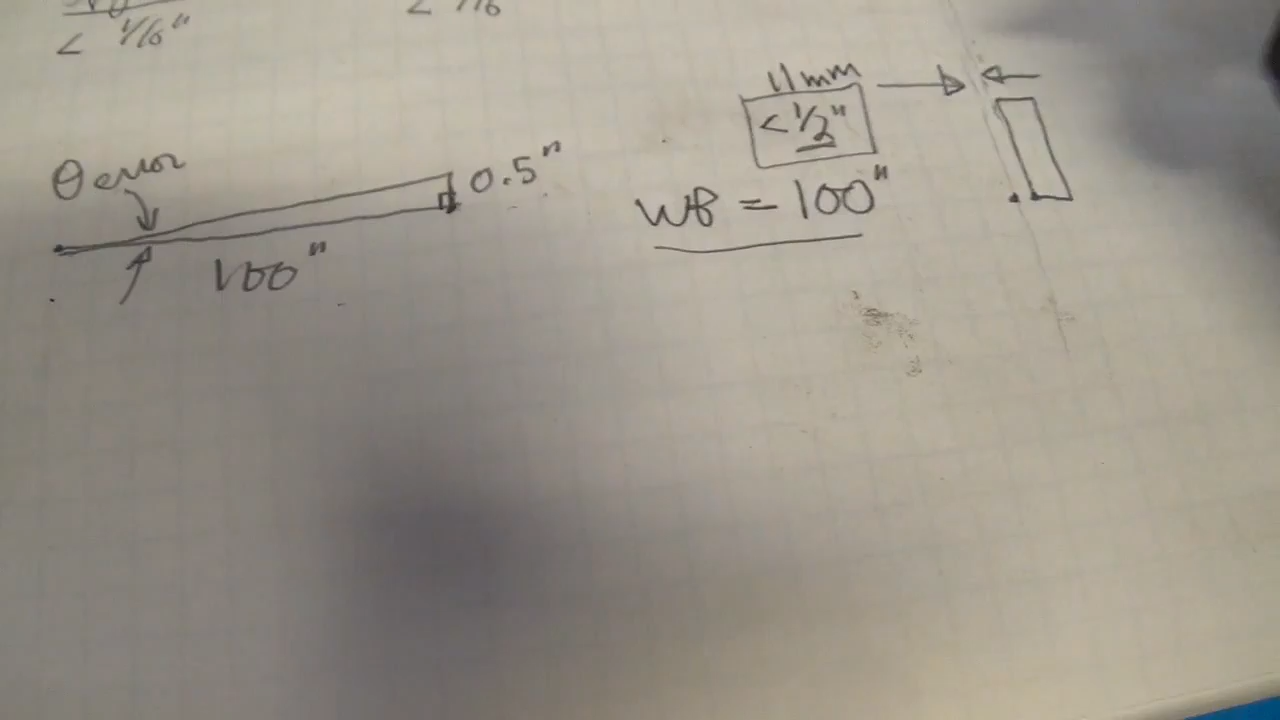 < 1/16"
11mm
< 1/2"
WB = 100"
θ error
0.5"
100"